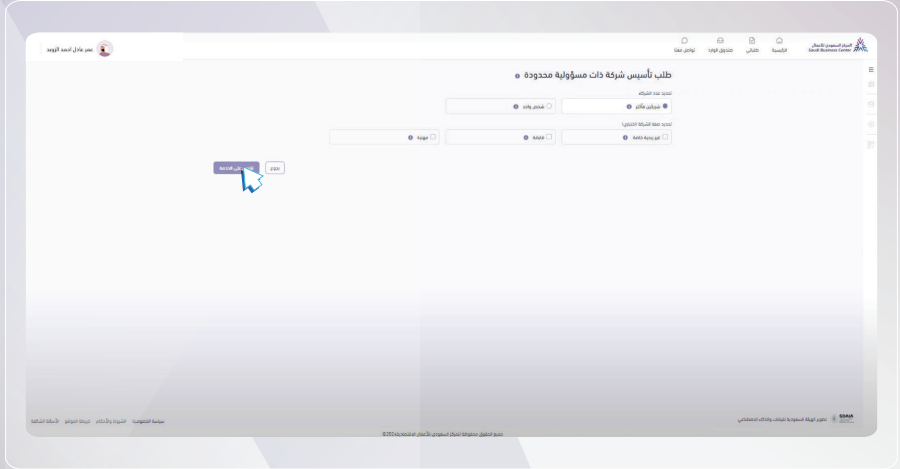 المركز السعودي للأعمال
Saudi Business Center
الرئيسية
طلباتي
صندوق الوارد
تواصل معنا
عمر عادل احمد الزويد
طلب تأسيس شركة ذات مسؤولية محدودة
تحديد عدد الشركاء
شريكين فأكثر
شخص واحد
تحديد صفة الشركة (اختياري)
غير ربحية خاصة
قابضة
مهنية
رجوع
الخدمة
SDAIA
تطوير الهيئة السعودية للبيانات والذكاء الاصطناعي
سياسة الخصوصية
الشروط والأحكام
خريطة الموقع
الأسئلة الشائعة
جميع الحقوق محفوظة للمركز السعودي للأعمال الاقتصادية